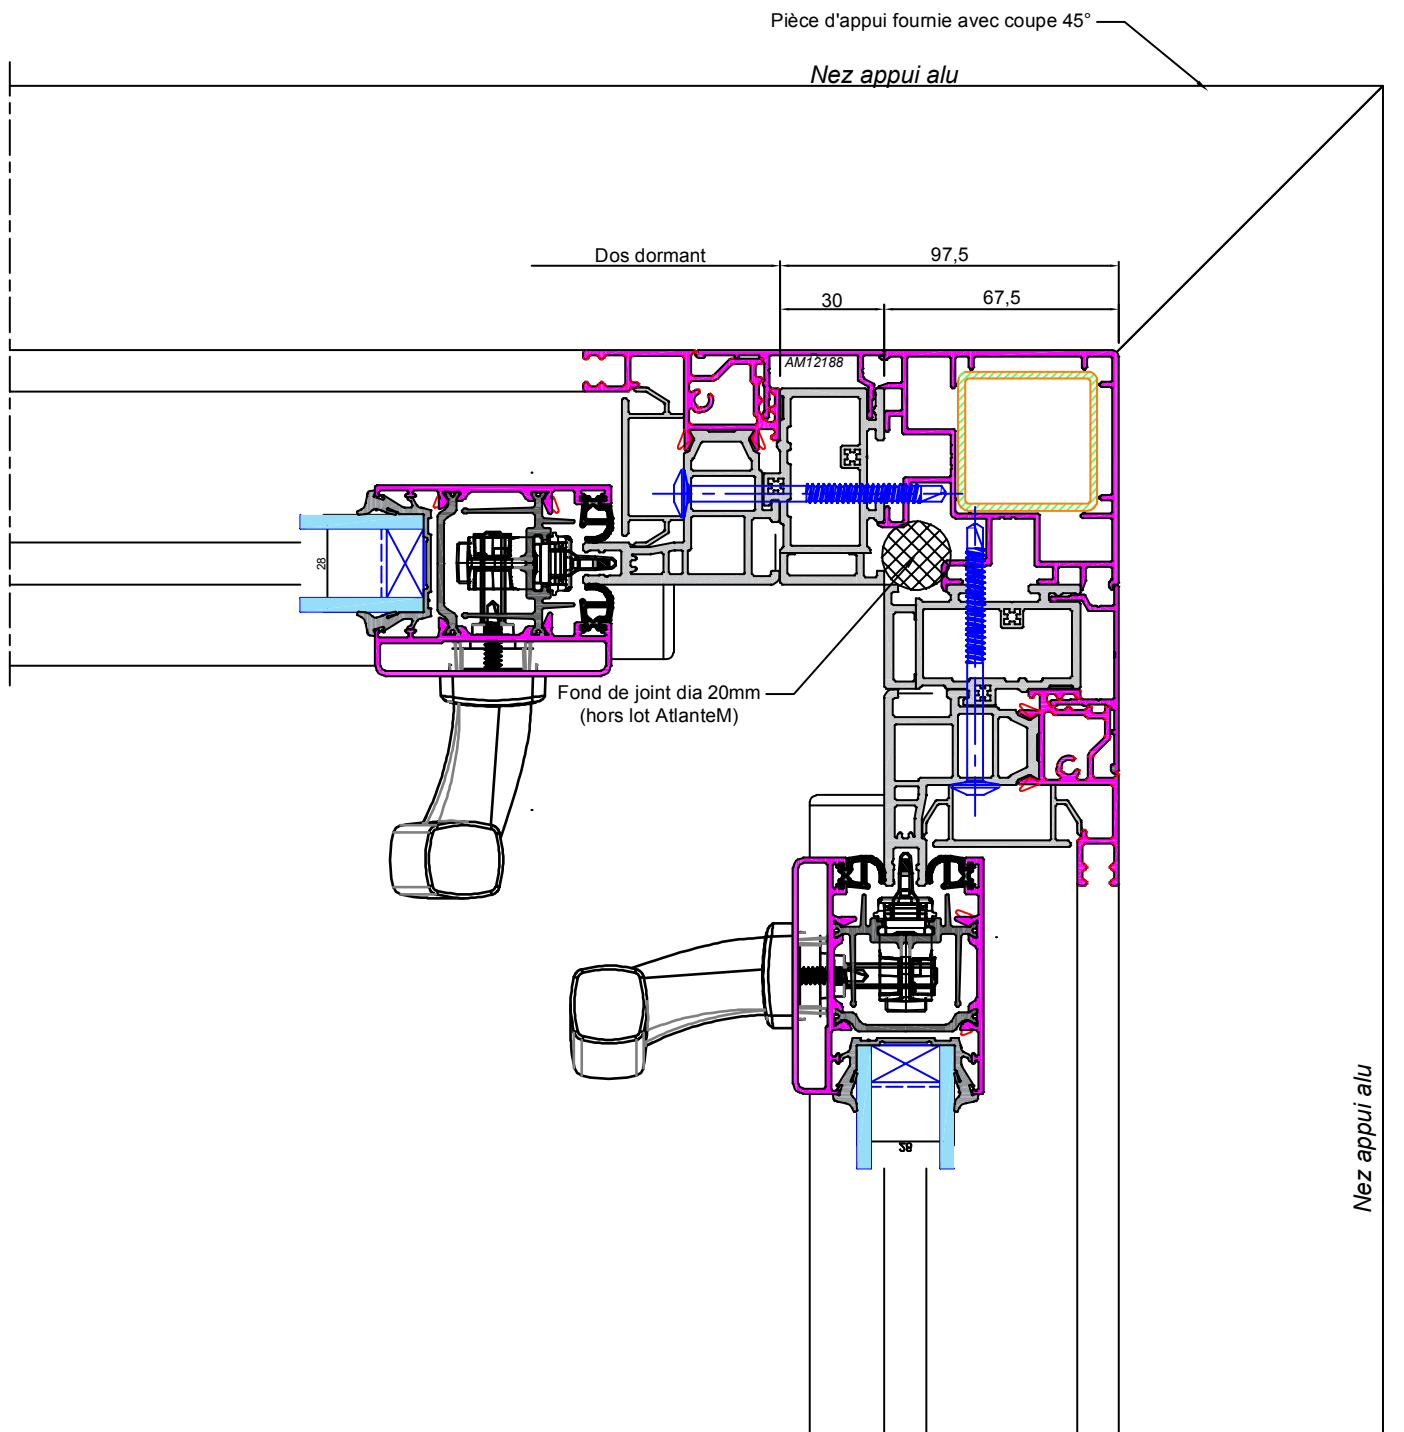 Pièce d'appui fournie avec coupe 45°
Nez appui alu
Dos dormant
97,5
30
67,5
AM12188
28
Fond de joint dia 20mm
(hors lot AtlanteM)
28
Nez appui alu